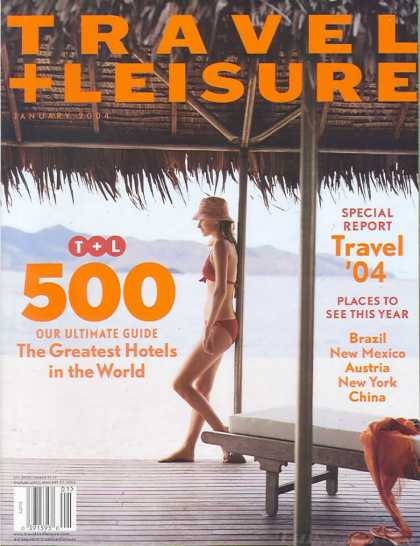 TRAVEL
+LEISURE
JANUARY 2004
T+L
500
OUR ULTIMATE GUIDE
The Greatest Hotels
in the World
SPECIAL
REPORT
Travel
'04
PLACES TO
SEE THIS YEAR
Brazil
New Mexico
Austria
New York
China
01>